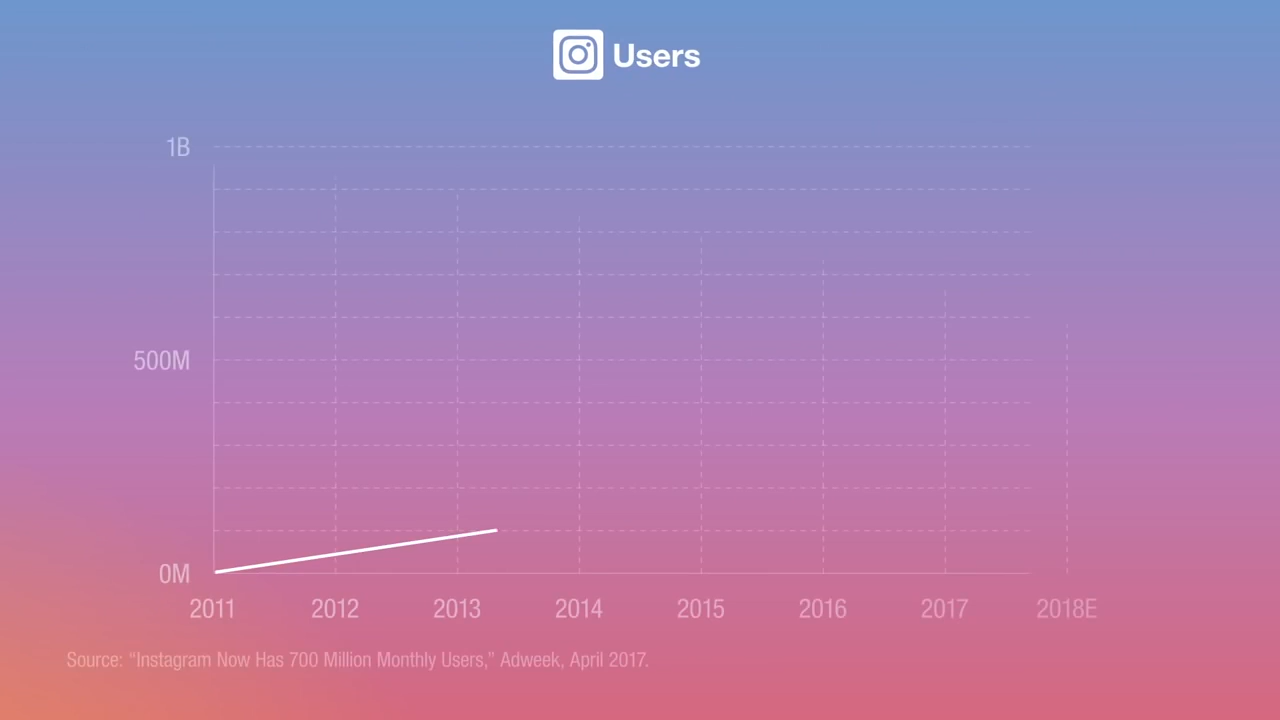 Users
1B
500M
0M
2011 2012 2013 2014 2015 2016 2017 2018E
Source: “Instagram Now Has 700 Million Monthly Users,” Adweek, April 2017.